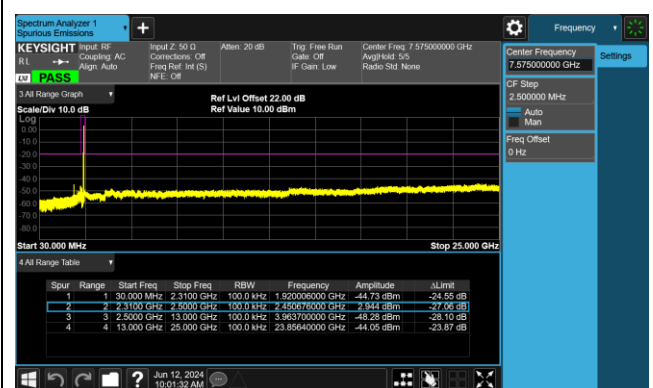 Spectrum Analyzer 1
Spurious Emissions
Frequency
KEYSIGHT Input: RF Input Z: 50 Ω Atten: 20 dB Trig: Free Run Center Freq: 7.575000000 GHz
RL Coupling: AC Corrections: Off Gate: Off Avg|Hold: 5/5
Align: Auto Freq Ref: Int (S) IF Gain: Low Radio Std: None
LXI PASS NFE: Off
Center Frequency
7.575000000 GHz
Settings
CF Step
2.500000 MHz
Auto
Man
Freq Offset
0 Hz
3 All Range Graph
Ref Lvl Offset 22.00 dB
Scale/Div 10.0 dB Ref Value 10.00 dBm
Log
0.00
-10.0
-20.0
-30.0
-40.0
-50.0
-60.0
-70.0
-80.0
Start 30.000 MHz Stop 25.000 GHz
4 All Range Table
Spur Range Start Freq Stop Freq RBW Frequency Amplitude ΔLimit
1 1 30.000 MHz 2.3100 GHz 100.0 kHz 1.920006000 GHz -44.73 dBm -24.55 dB
2 2 2.3100 GHz 2.5000 GHz 100.0 kHz 2.450676000 GHz 2.944 dBm -27.06 dB
3 3 2.5000 GHz 13.000 GHz 100.0 kHz 3.963700000 GHz -48.28 dBm -28.10 dB
4 4 13.000 GHz 25.000 GHz 100.0 kHz 23.85640000 GHz -44.05 dBm -23.87 dB
Jun 12, 2024
10:01:32 AM